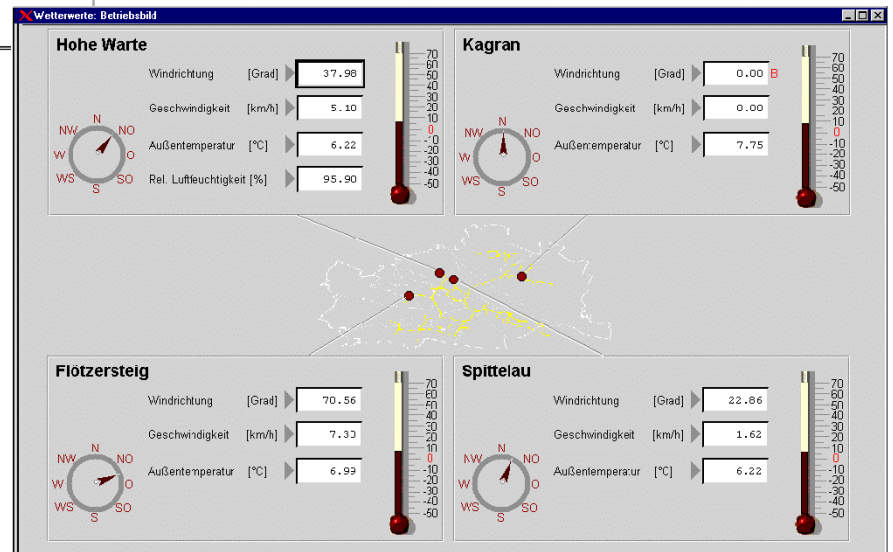 Wetterwerte: Betriebsbild
Hohe Warte
Windrichtung [Grad] 37.98
Geschwindigkeit [km/h] 5.10
Außentemperatur [°C] 6.22
Rel. Luftfeuchtigkeit [%] 95.90
N
NW NO
W O
WS SO
S
70
60
50
40
30
20
10
0
-10
-20
-30
-40
-50
Kagran
Windrichtung [Grad] 0.00 B
Geschwindigkeit [km/h] 0.00
Außentemperatur [°C] 7.75
N
NW NO
W O
WS SO
S
70
60
50
40
30
20
10
0
-10
-20
-30
-40
-50
Flötzersteig
Windrichtung [Grad] 70.56
Geschwindigkeit [km/h] 7.30
Außentemperatur [°C] 6.99
N
NW NO
W O
WS SO
S
70
60
50
40
30
20
10
0
-10
-20
-30
-40
-50
Spittelau
Windrichtung [Grad] 22.86
Geschwindigkeit [km/h] 1.62
Außentemperatur [°C] 6.22
N
NW NO
W O
WS SO
S
70
60
50
40
30
20
10
0
-10
-20
-30
-40
-50